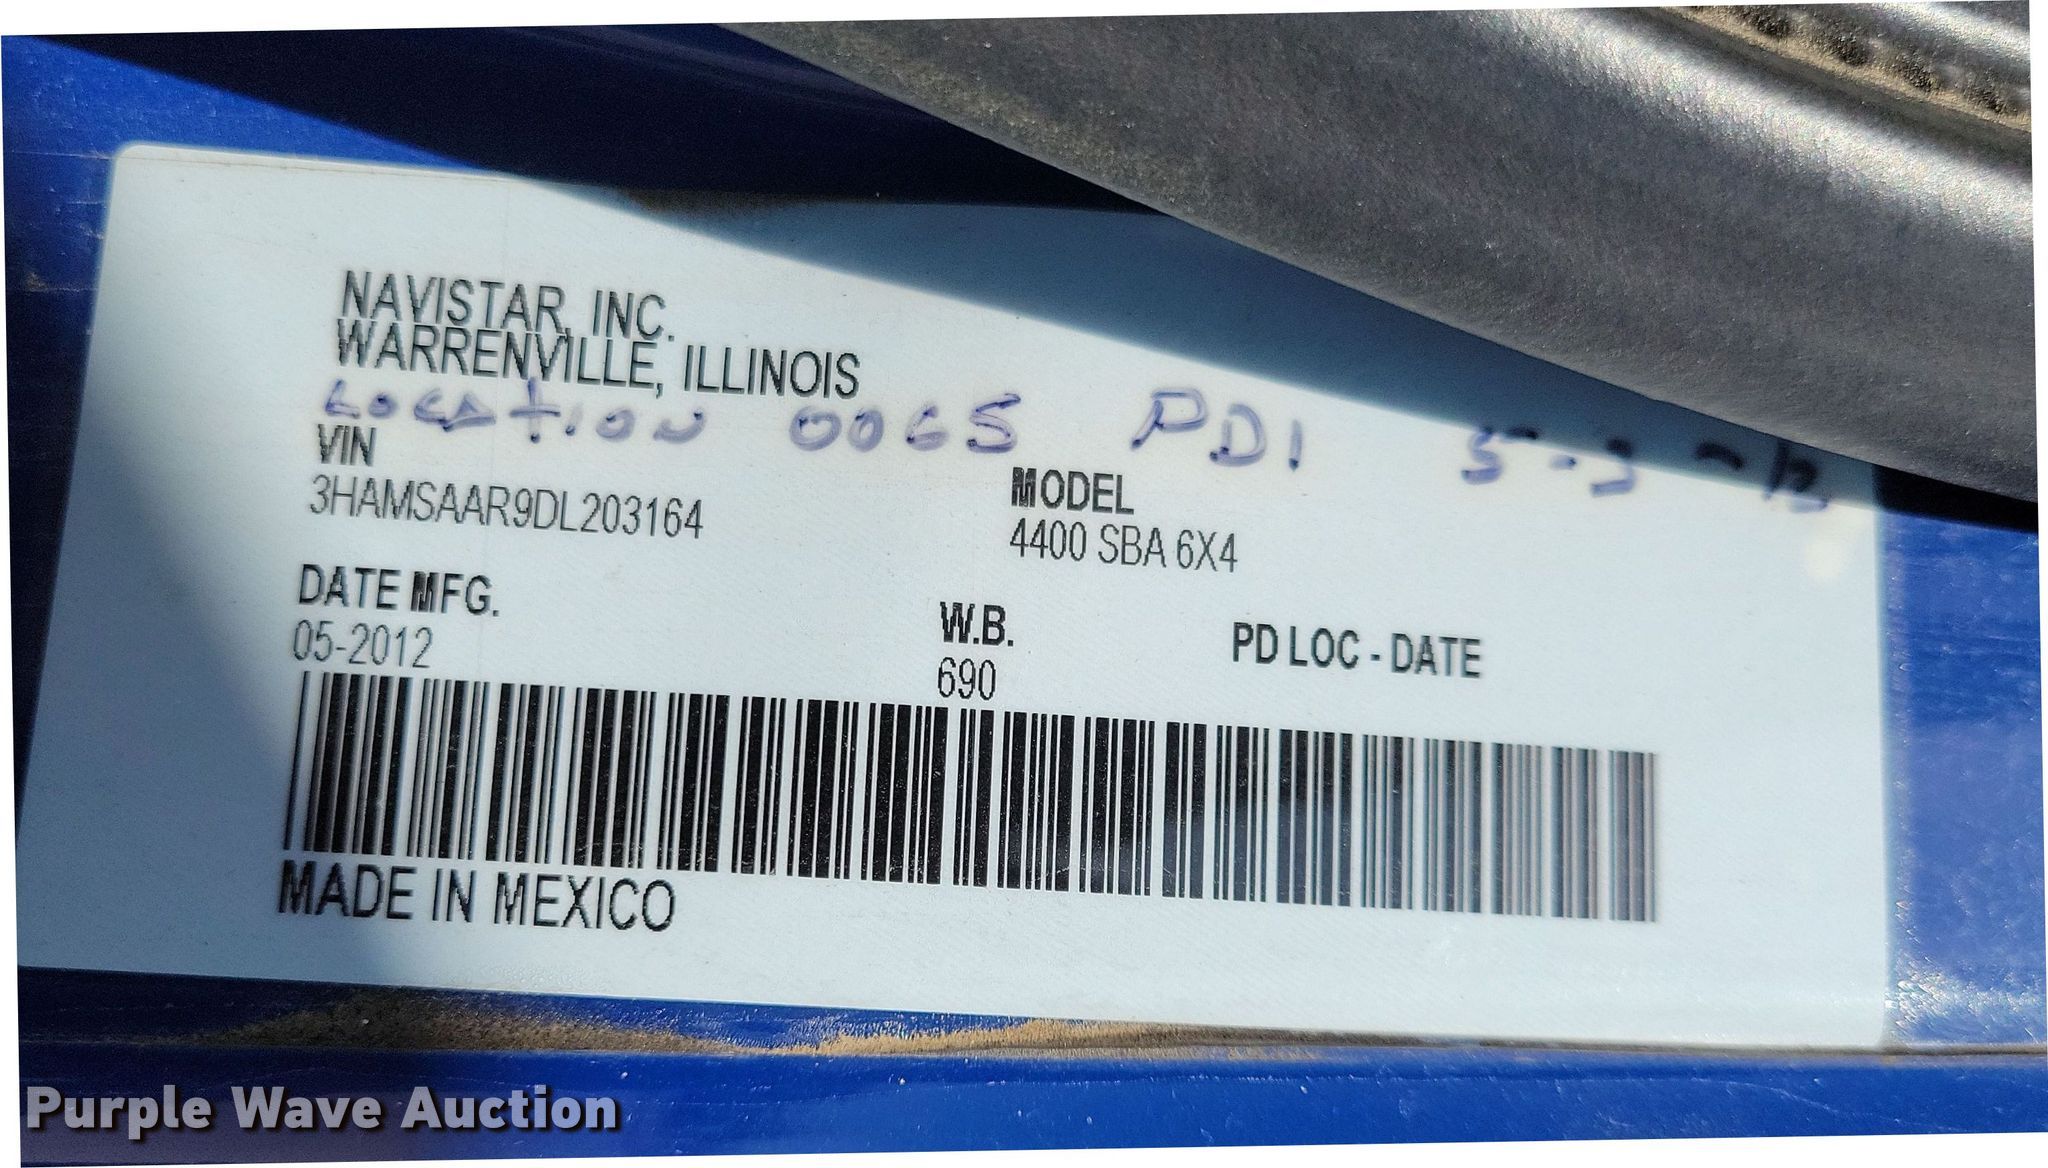 NAVISTAR, INC.
WARRENVILLE, ILLINOIS
LOCATION 0065 PDI
VIN
3HAMSAAR9DL203164
MODEL
4400 SBA 6X4
DATE MFG.
05-2012
W.B.
690
PD LOC - DATE
MADE IN MEXICO
Purple Wave Auction